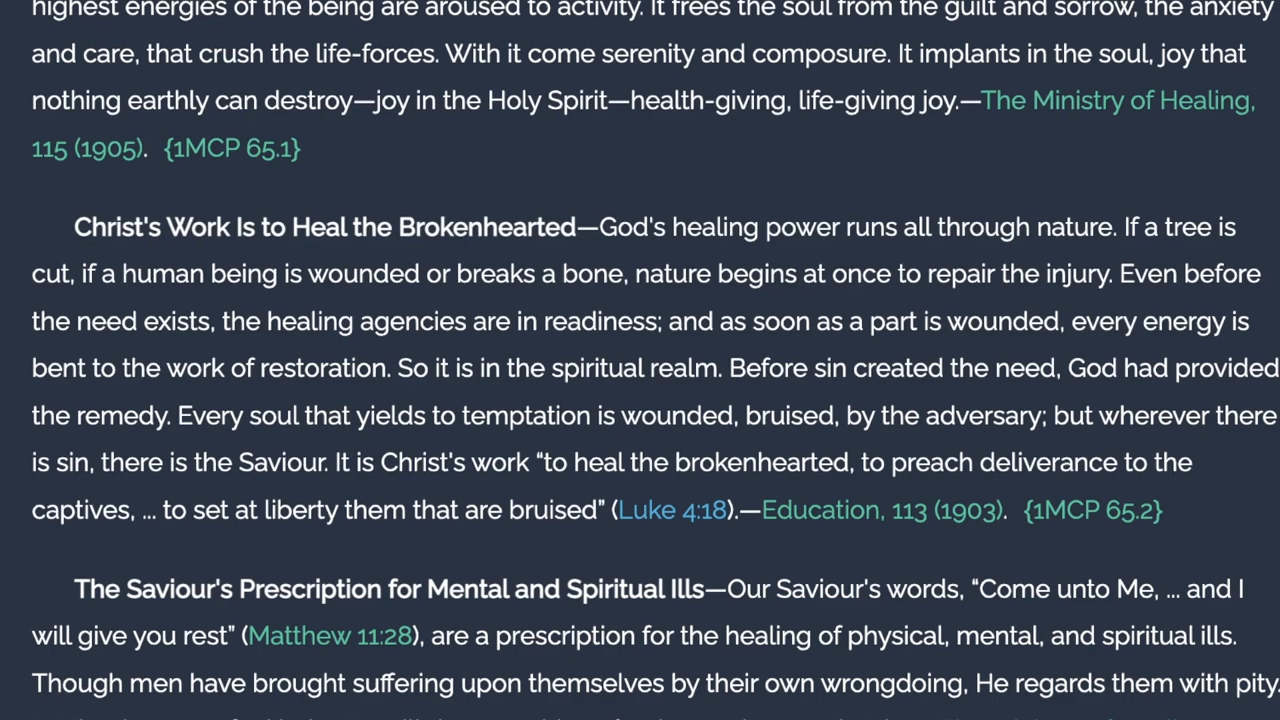 highest energies of the being are aroused to activity. It frees the soul from the guilt and sorrow, the anxiety
and care, that crush the life-forces. With it come serenity and composure. It implants in the soul, joy that
nothing earthly can destroy—joy in the Holy Spirit—health-giving, life-giving joy.—The Ministry of Healing,
115 (1905). {1MCP 65.1}
Christ's Work Is to Heal the Brokenhearted—God's healing power runs all through nature. If a tree is
cut, if a human being is wounded or breaks a bone, nature begins at once to repair the injury. Even before
the need exists, the healing agencies are in readiness; and as soon as a part is wounded, every energy is
bent to the work of restoration. So it is in the spiritual realm. Before sin created the need, God had provided
the remedy. Every soul that yields to temptation is wounded, bruised, by the adversary; but wherever there
is sin, there is the Saviour. It is Christ's work “to heal the brokenhearted, to preach deliverance to the
captives, ... to set at liberty them that are bruised” (Luke 4:18).—Education, 113 (1903). {1MCP 65.2}
The Saviour's Prescription for Mental and Spiritual Ills—Our Saviour's words, “Come unto Me, ... and I
will give you rest” (Matthew 11:28), are a prescription for the healing of physical, mental, and spiritual ills.
Though men have brought suffering upon themselves by their own wrongdoing, He regards them with pity.